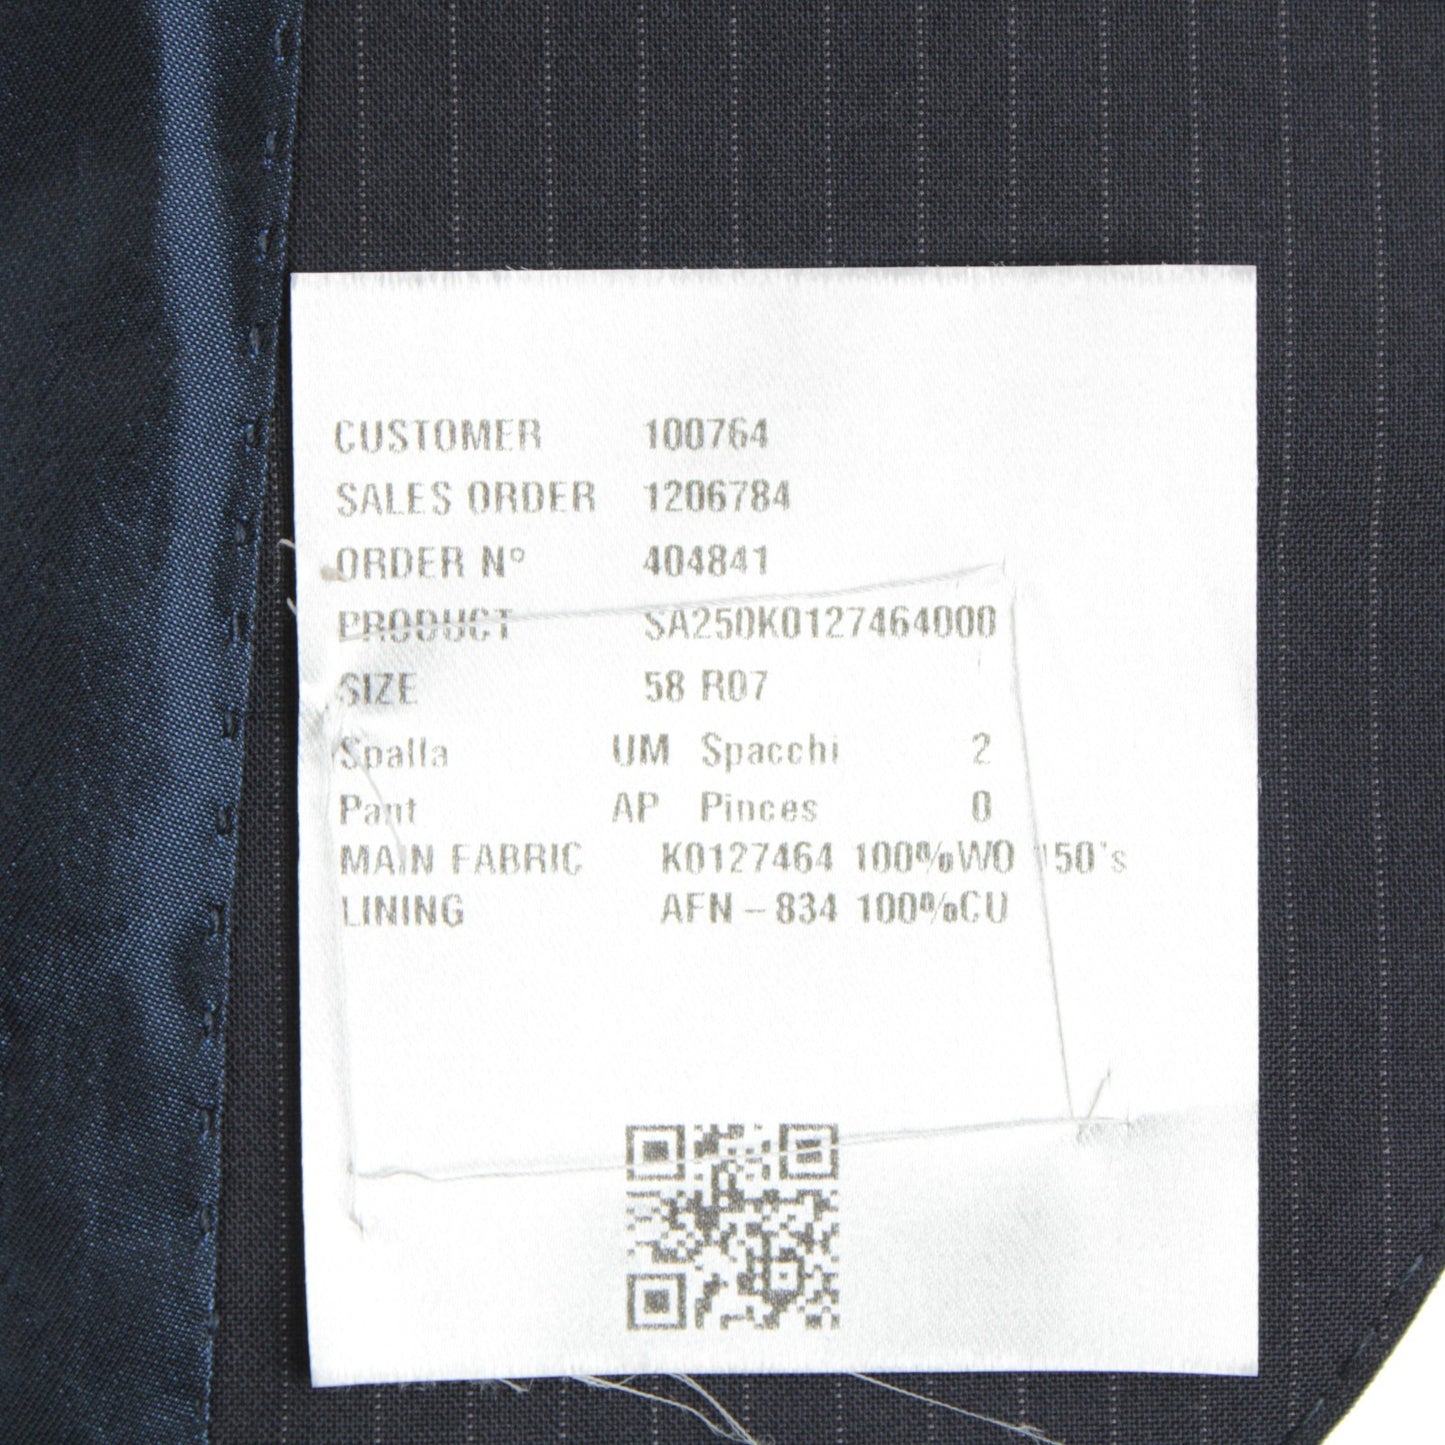 CUSTOMER 100764
SALES ORDER 1206784
ORDER N° 404841
PRODUCT SA250K0127464000
SIZE 58 R07
Spalla UM Spacchi 2
Pant AP Pinces 0
MAIN FABRIC K0127464 100%WO 150's
LINING AFN - 834 100%CU